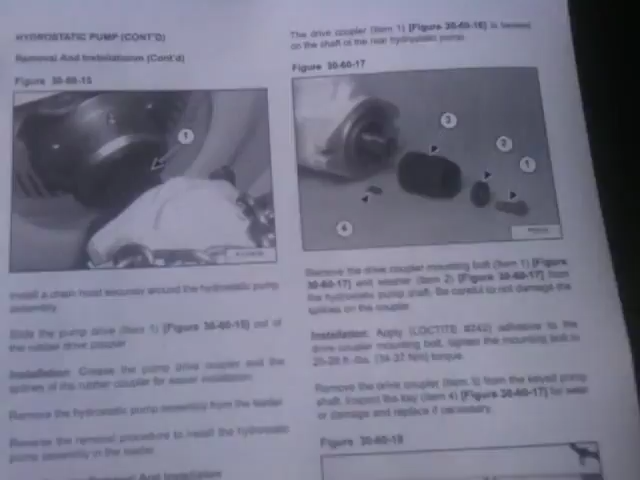 HYDROSTATIC PUMP (CONT'D)
Removal And Installation (Cont'd)
Figure 30-60-15
1
Install a chain hoist securely around the hydrostatic pump
assembly.
Slide the pump drive (Item 1) [Figure 30-60-15] out of
the rubber drive coupler.
Installation: Grease the pump drive coupler and the
splines of the rubber coupler for easier installation.
Remove the hydrostatic pump assembly from the loader.
Reverse the removal procedure to install the hydrostatic
pump assembly in the loader.
And Installation
The drive coupler (Item 1) [Figure 30-60-16] is
on the shaft of the rear hydrostatic pump.
Figure 30-60-17
3
2
1
4
Remove the drive coupler mounting bolt (Item 1) [Figure
30-60-17] and washer (Item 2) [Figure 30-60-17] from
the hydrostatic pump shaft. Be careful to not damage the
splines on the coupler.
Installation: Apply (LOCTITE #242) adhesive to the
drive coupler mounting bolt, tighten the mounting bolt to
ft.-lbs. (34-37 Nm) torque.
Remove the drive coupler (Item 3) from the keyed pump
shaft. Inspect the key (Item 4) [Figure 30-60-17] for wear
or damage and replace if necessary.
Figure 30-60-18